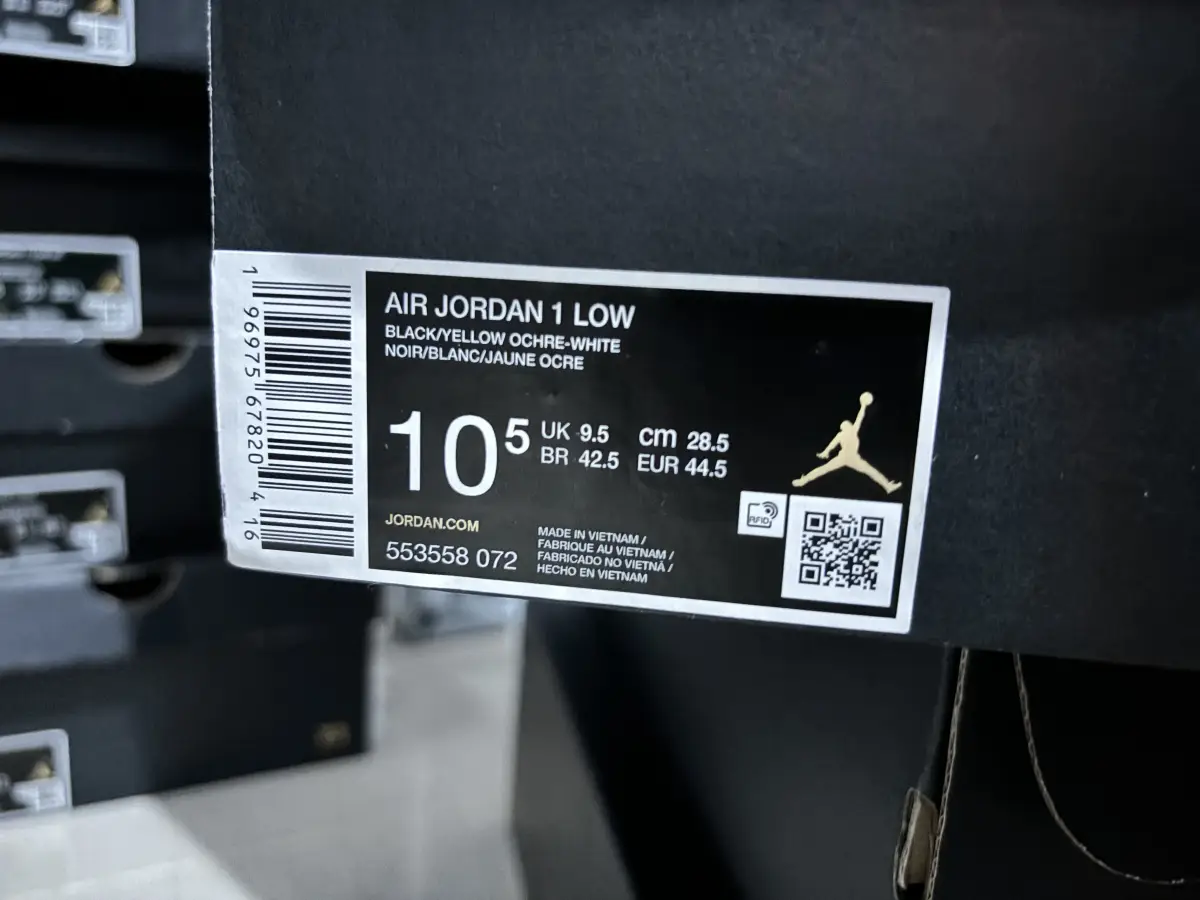 AIR JORDAN 1 LOW
BLACK/YELLOW OCHRE-WHITE
NOIR/BLANC/JAUNE OCRE
10⁵
UK 9.5 cm 28.5
BR 42.5 EUR 44.5
JORDAN.COM
553558 072
MADE IN VIETNAM /
FABRIQUE AU VIETNAM /
FABRICADO NO VIETNÃ /
HECHO EN VIETNAM
RFID
1 96975 67820 4 16